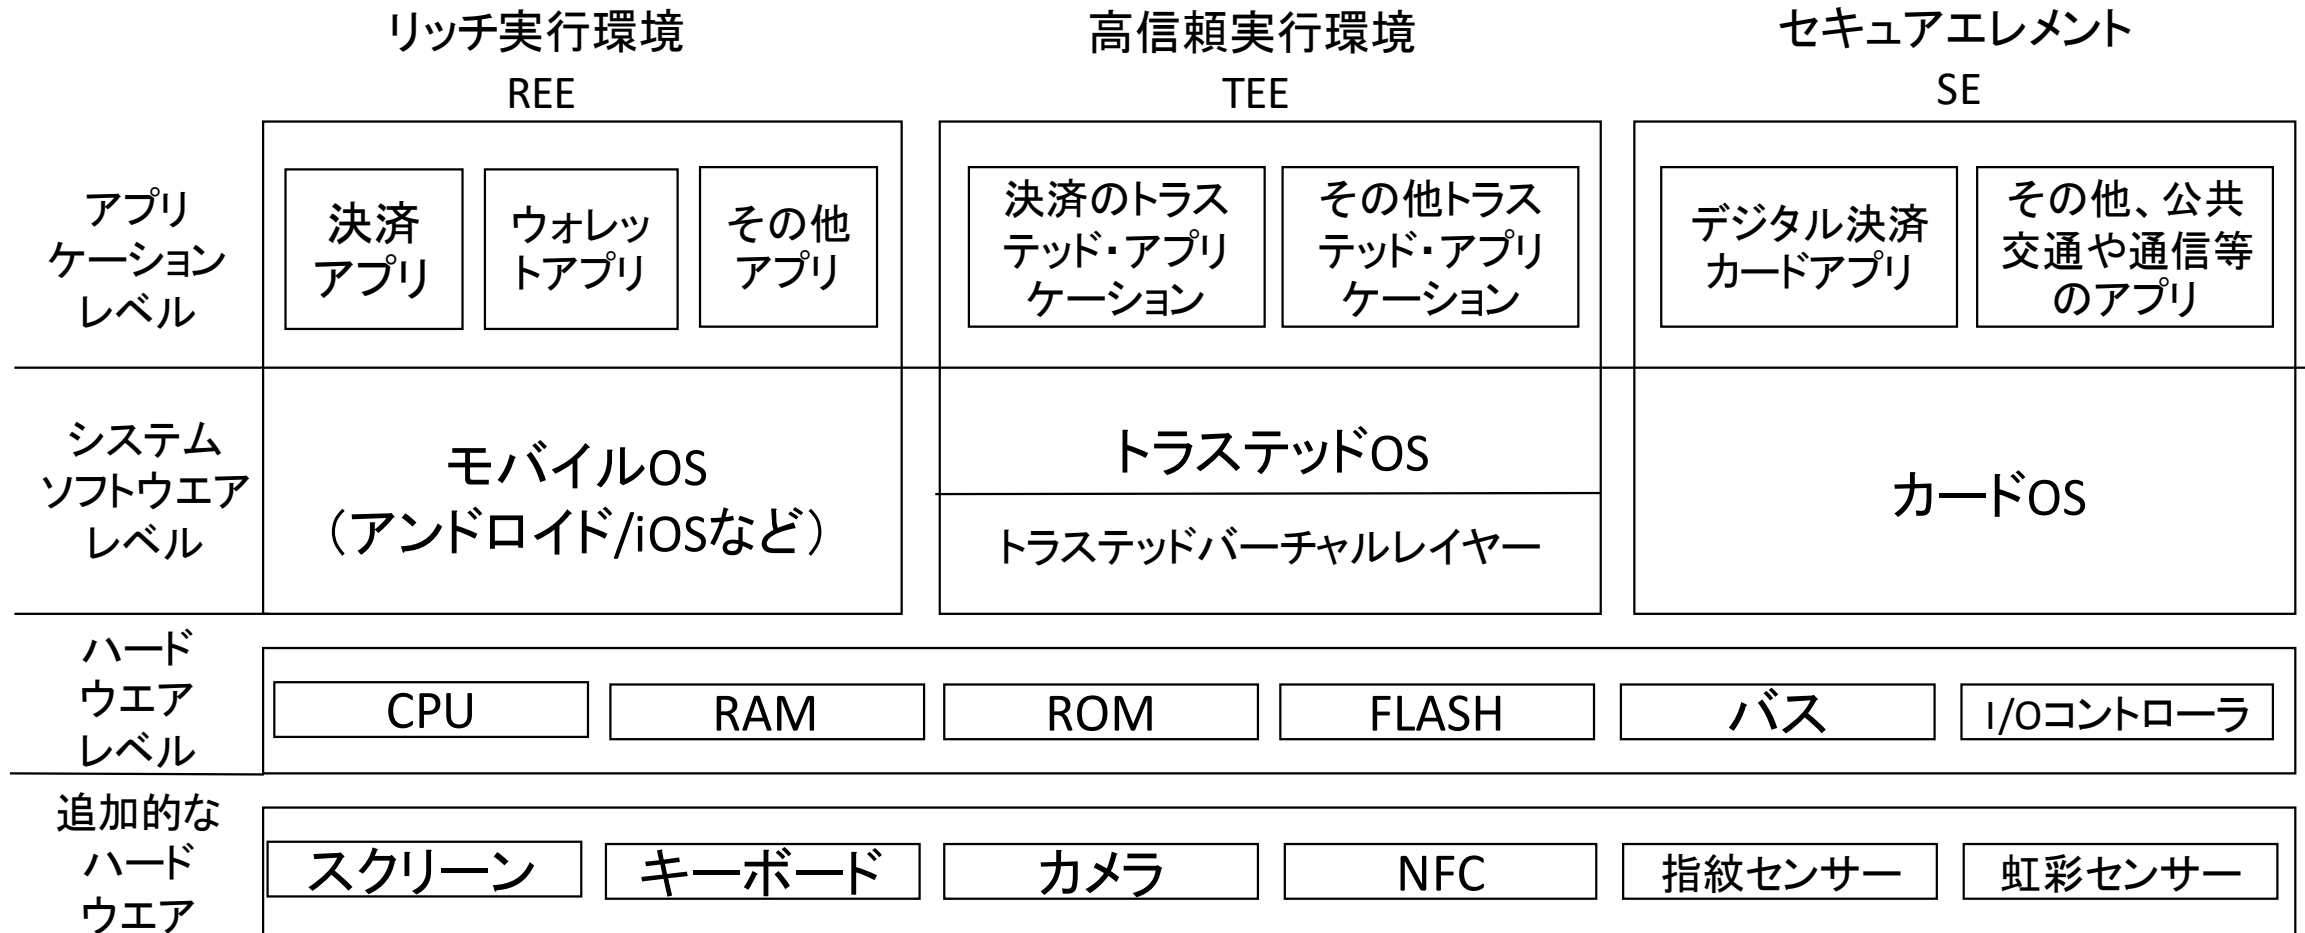 リッチ実行環境
REE
高信頼実行環境
TEE
セキュアエレメント
SE
アプリ
ケーション
レベル
決済
アプリ
ウォレッ
トアプリ
その他
アプリ
決済のトラス
テッド・アプリ
ケーション
その他トラス
テッド・アプリ
ケーション
デジタル決済
カードアプリ
その他、公共
交通や通信等
のアプリ
システム
ソフトウエア
レベル
モバイルOS
（アンドロイド/iOSなど）
トラステッドOS
トラステッドバーチャルレイヤー
カードOS
ハード
ウエア
レベル
CPU
RAM
ROM
FLASH
バス
I/Oコントローラ
追加的な
ハード
ウエア
スクリーン
キーボード
カメラ
NFC
指紋センサー
虹彩センサー